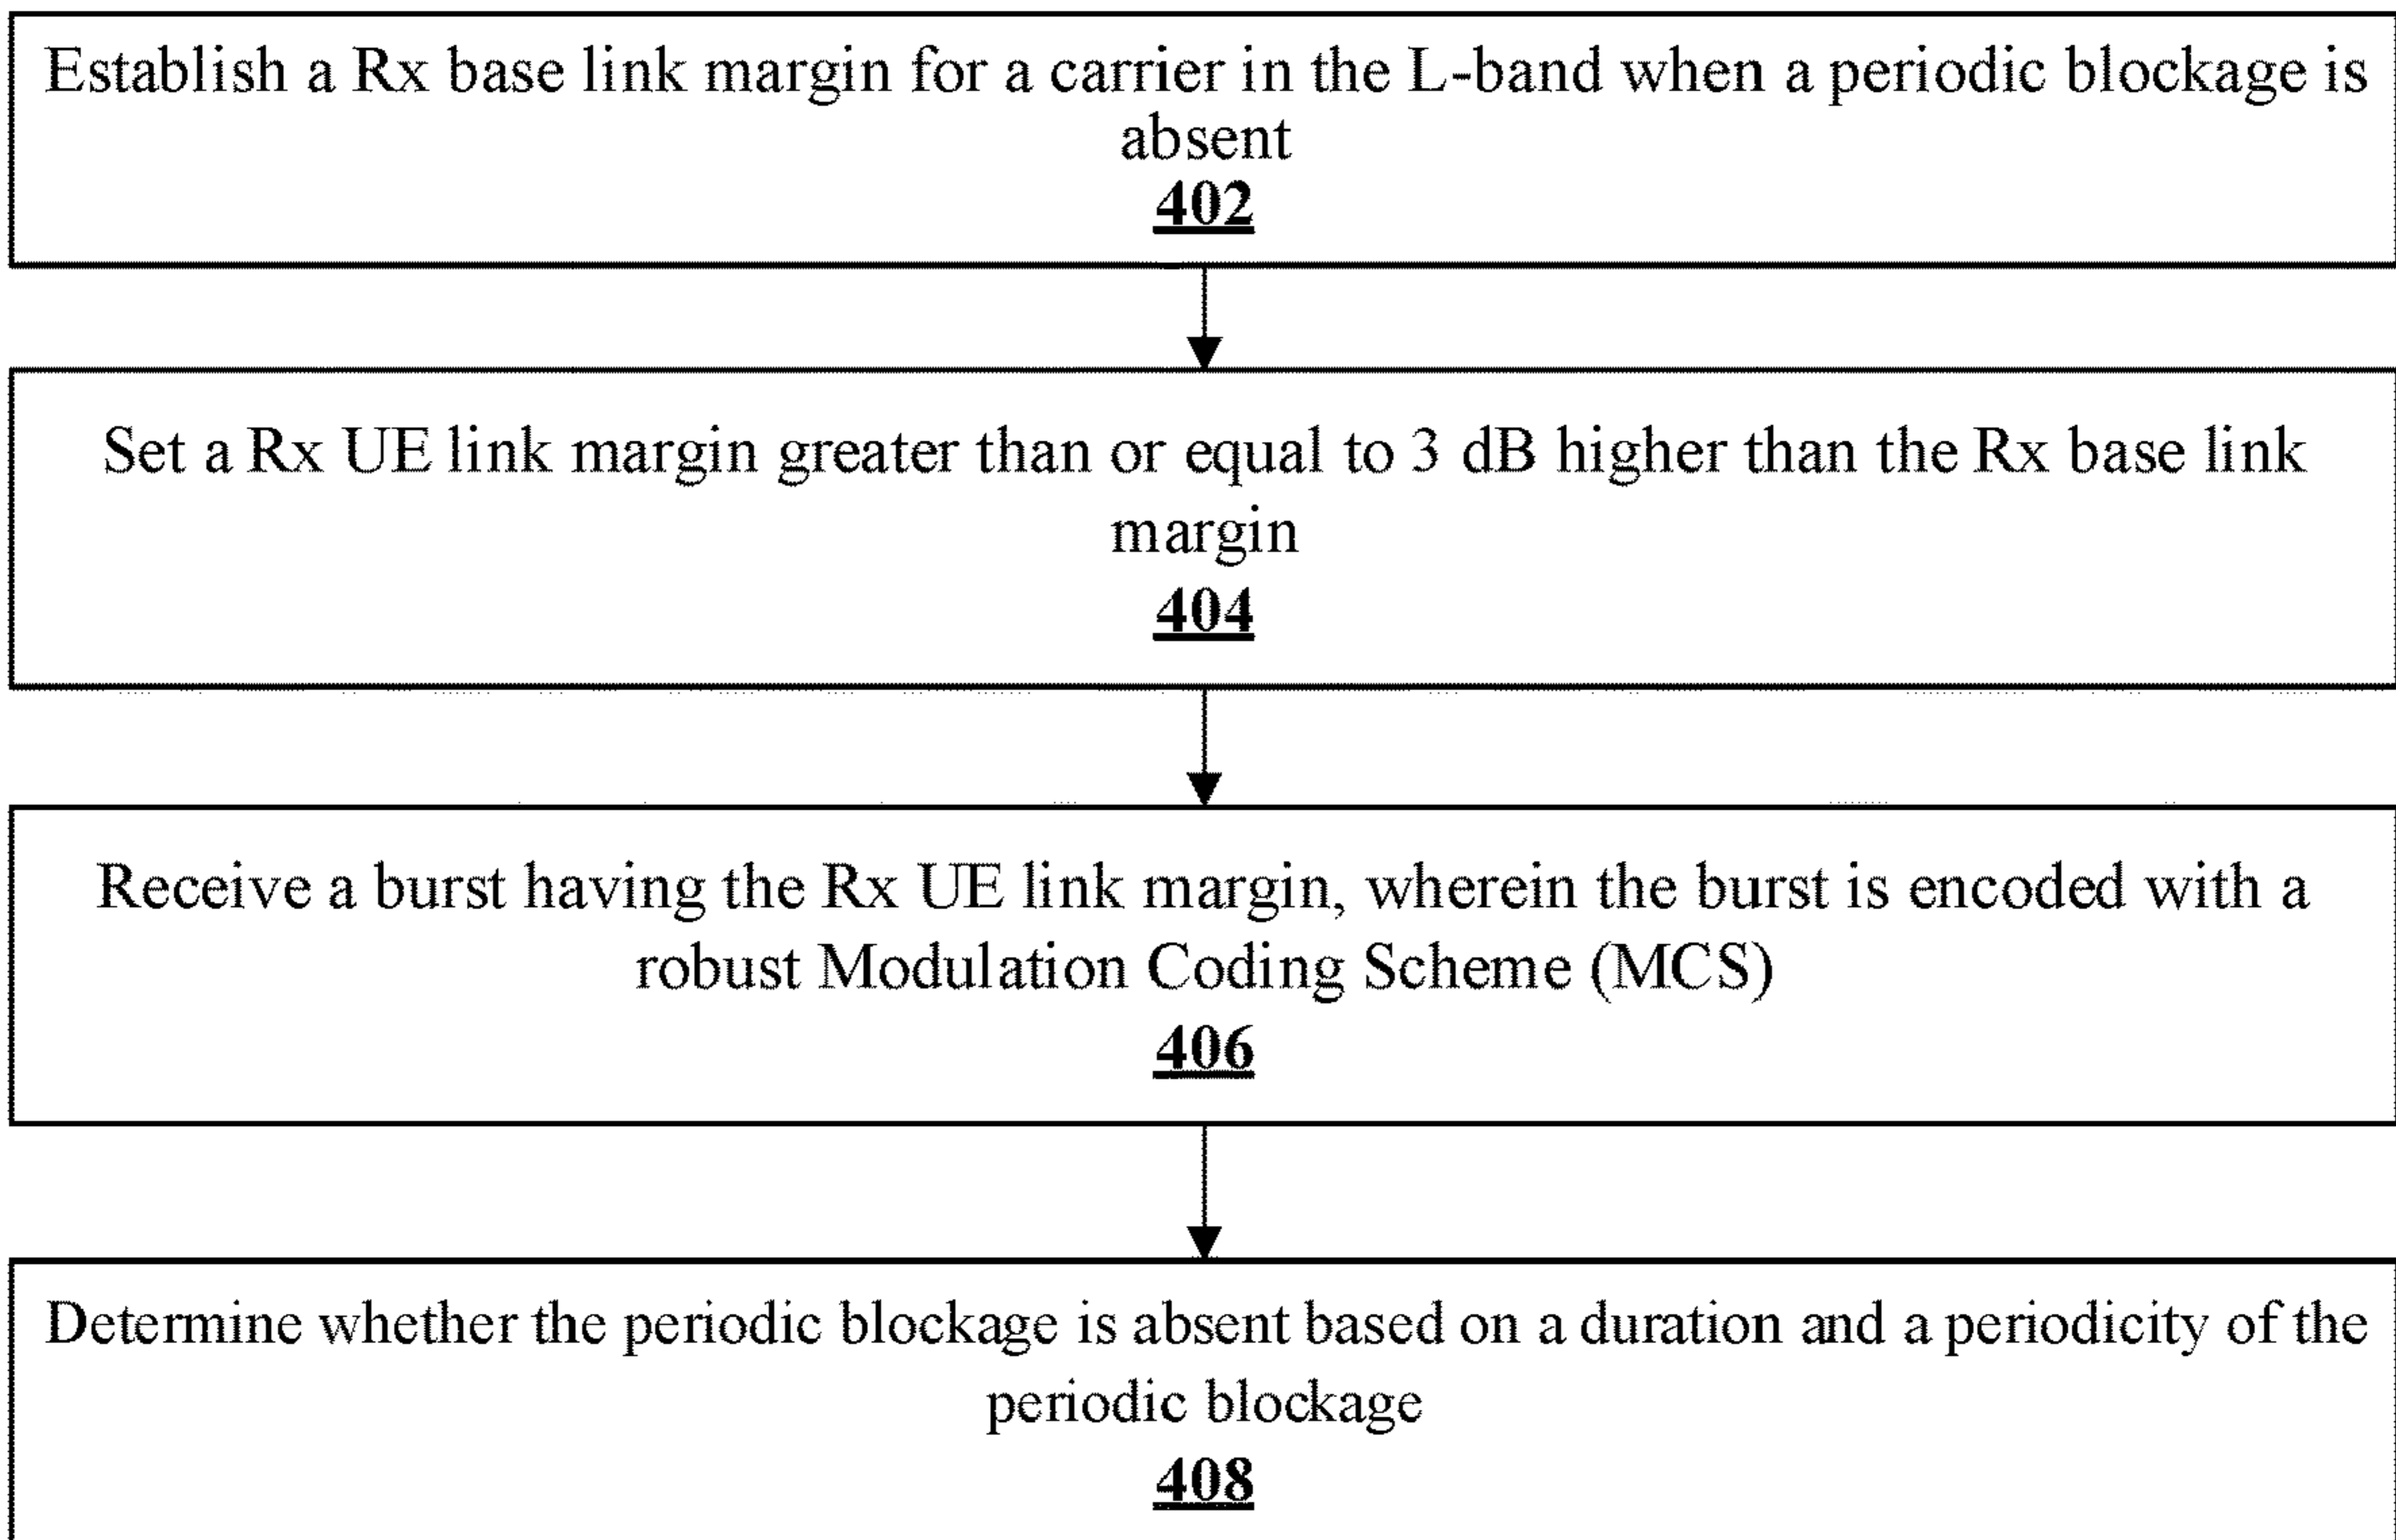 Establish a Rx base link margin for a carrier in the L-band when a periodic blockage is
absent
402
Set a Rx UE link margin greater than or equal to 3 dB higher than the Rx base link
margin
404
Receive a burst having the Rx UE link margin, wherein the burst is encoded with a
robust Modulation Coding Scheme (MCS)
406
Determine whether the periodic blockage is absent based on a duration and a periodicity of the
periodic blockage
408